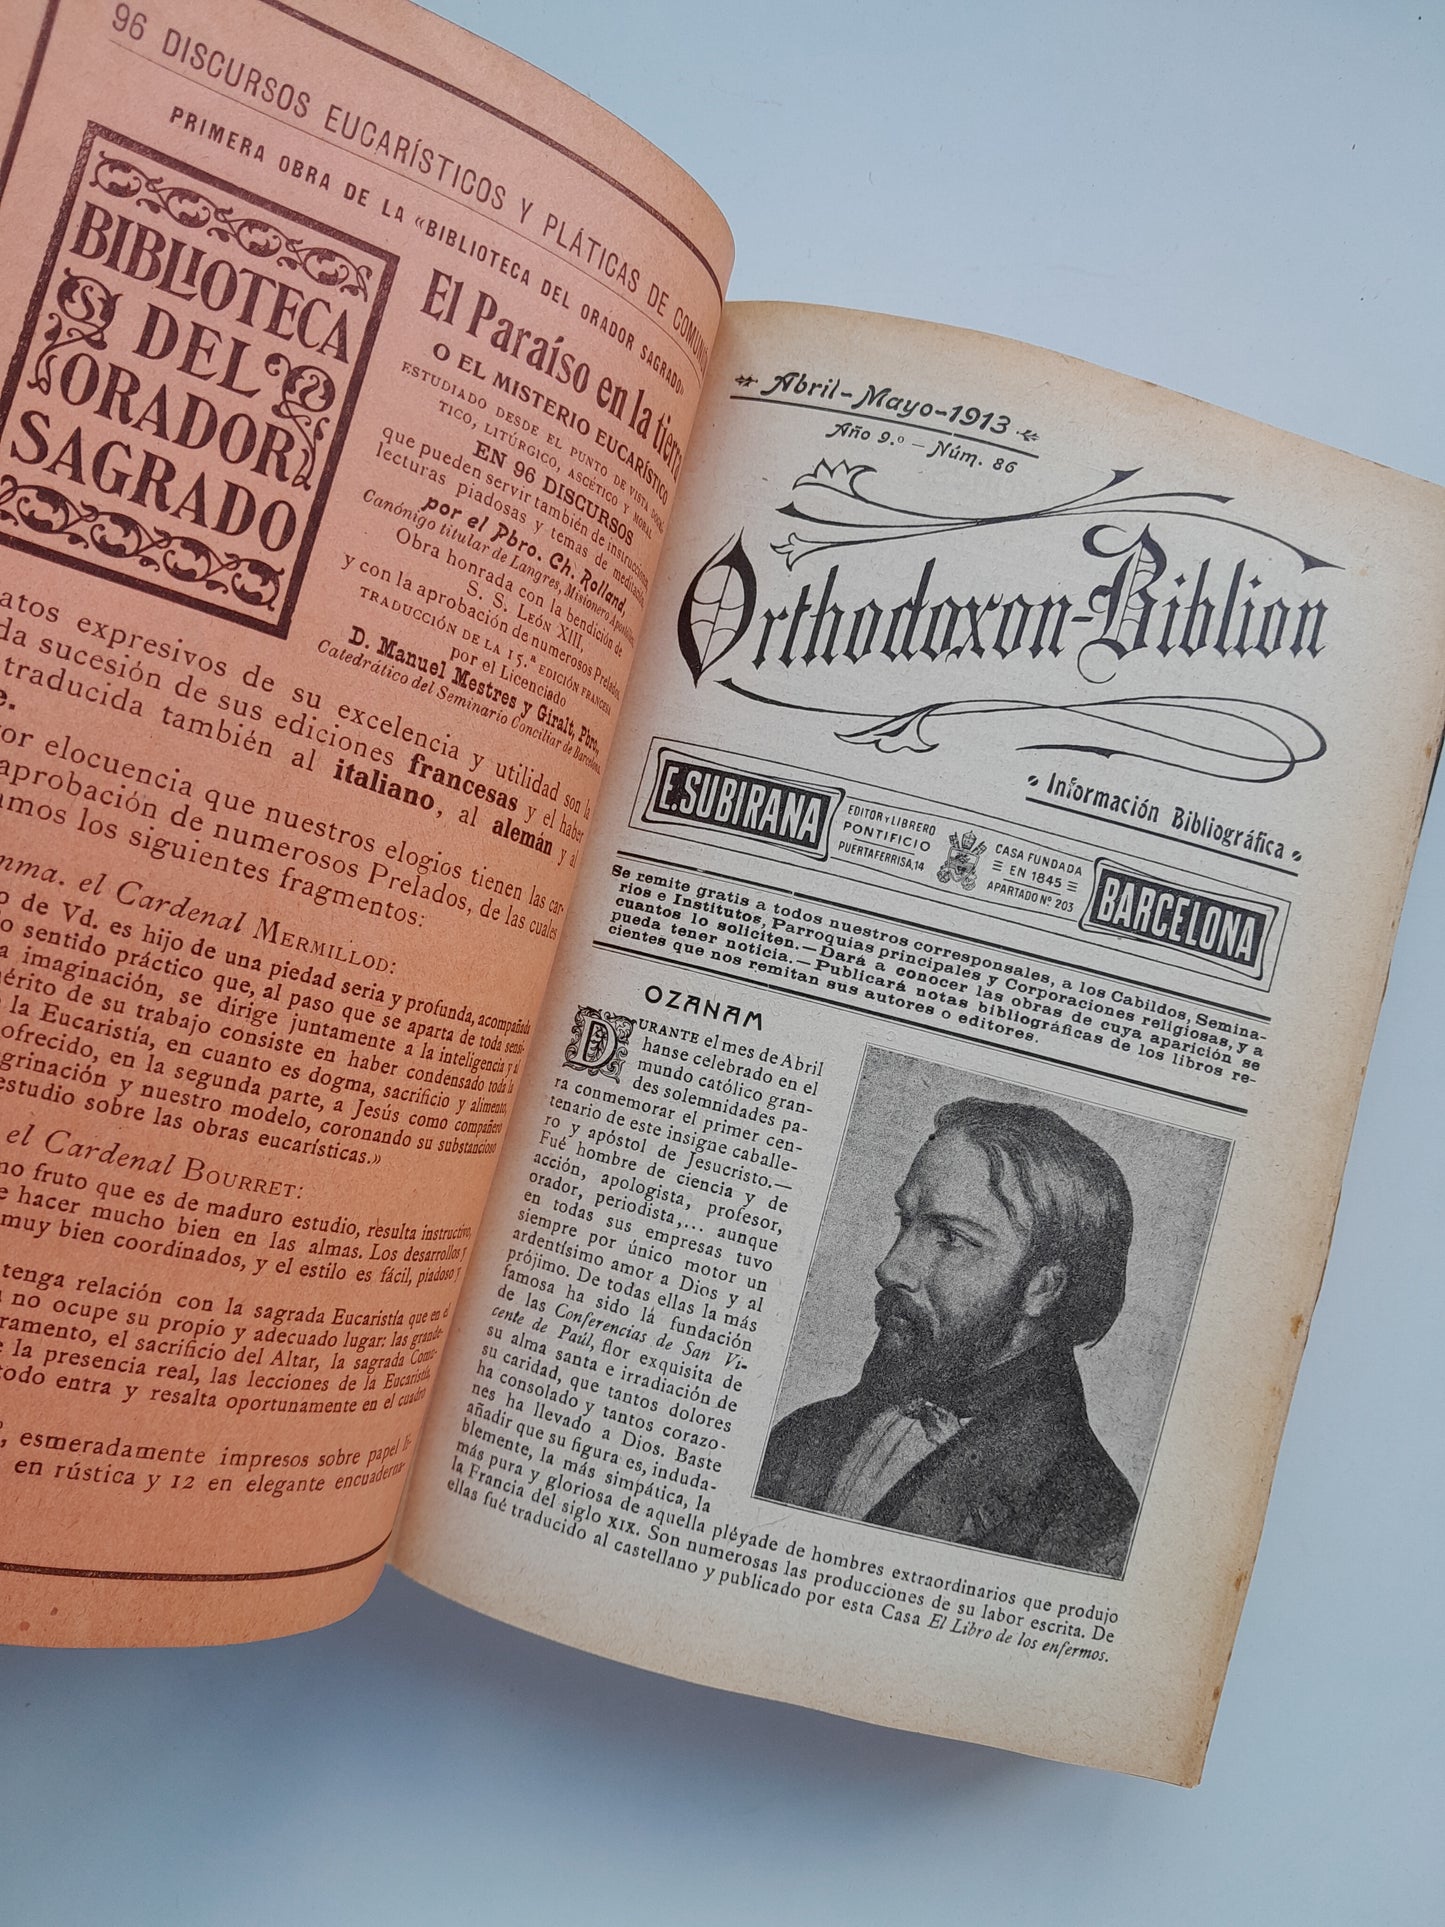 96 DISCURSOS EUCARÍSTICOS Y PLÁTICAS DE
PRIMERA OBRA DE LA «BIBLIOTECA DEL ORADOR SAGRADO»
BIBLIOTECA
DEL
ORADOR
SAGRADO
El Paraíso en la tierra
O EL MISTERIO EUCARÍSTICO
ESTUDIADO DESDE EL PUNTO DE VISTA
TICO, LITÚRGICO, ASCÉTICO Y MORAL
EN 96 DISCURSOS
que pueden servir también de
lecturas piadosas y temas de
por el Pbro. Ch. Rolland,
Canónigo titular de Langres, Misionero Apostólico,
Obra honrada con la bendición de
S. S. LEÓN XIII,
y con la aprobación de numerosos Prelados
TRADUCCIÓN DE LA 15.ª EDICIÓN FRANCESA
por el Licenciado
D. Manuel Mestres y Giralt, Pbro.,
Catedrático del Seminario Conciliar de Barcelona.
atos expresivos de su excelencia y utilidad son la
da sucesión de sus ediciones francesas y el haber
traducida también al italiano, al alemán y al
e.
or elocuencia que nuestros elogios tienen las car-
aprobación de numerosos Prelados, de las cuales
amos los siguientes fragmentos:
mma. el Cardenal MERMILLOD:
o de Vd. es hijo de una piedad seria y profunda, acompañada
o sentido práctico que, al paso que se aparta de toda sensi-
a imaginación, se dirige juntamente a la inteligencia y al
mérito de su trabajo consiste en haber condensado toda la
e la Eucaristía, en cuanto es dogma, sacrificio y alimento,
ofrecido, en la segunda parte, a Jesús como compañero
grinación y nuestro modelo, coronando su substancioso
estudio sobre las obras eucarísticas.»
el Cardenal BOURRET:
mo fruto que es de maduro estudio, resulta instructivo,
e hacer mucho bien en las almas. Los desarrollos y
muy bien coordinados, y el estilo es fácil, piadoso y
tenga relación con la sagrada Eucaristía que en el
a no ocupe su propio y adecuado lugar: las grande-
ramento, el sacrificio del Altar, la sagrada Comu-
e la presencia real, las lecciones de la Eucaristía,
todo entra y resalta oportunamente en el cuadro
, esmeradamente impresos sobre papel
en rústica y 12 en elegante encuaderna-
Abril-Mayo-1913
Año 9.º — Núm. 86
Orthodoxon-Biblion
Información Bibliográfica
E. SUBIRANA
EDITOR Y LIBRERO
PONTIFICIO
PUERTAFERRISA, 14
CASA FUNDADA
EN 1845
APARTADO Nº 203
BARCELONA
Se remite gratis a todos nuestros corresponsales, a los Cabildos, Semina-
rios e Institutos, Parroquias principales y Corporaciones religiosas, y a
cuantos lo soliciten.—Dará a conocer las obras de cuya aparición se
pueda tener noticia.—Publicará notas bibliográficas de los libros re-
cientes que nos remitan sus autores o editores.
OZANAM
DURANTE el mes de Abril
hanse celebrado en el
mundo católico gran-
des solemnidades pa-
ra conmemorar el primer cen-
tenario de este insigne caballe-
ro y apóstol de Jesucristo.—
Fué hombre de ciencia y de
acción, apologista, profesor,
orador, periodista,... aunque
en todas sus empresas tuvo
siempre por único motor un
ardentísimo amor a Dios y al
prójimo. De todas ellas la más
famosa ha sido la fundación
de las Conferencias de San Vi-
cente de Paúl, flor exquisita de
su alma santa e irradiación de
su caridad, que tantos dolores
ha consolado y tantos corazo-
nes ha llevado a Dios. Baste
añadir que su figura es, induda-
blemente, la más simpática, la
más pura y gloriosa de aquella pléyade de hombres extraordinarios que produjo
la Francia del siglo XIX. Son numerosas las producciones de su labor escrita. De
ellas fué traducido al castellano y publicado por esta Casa El Libro de los enfermos.